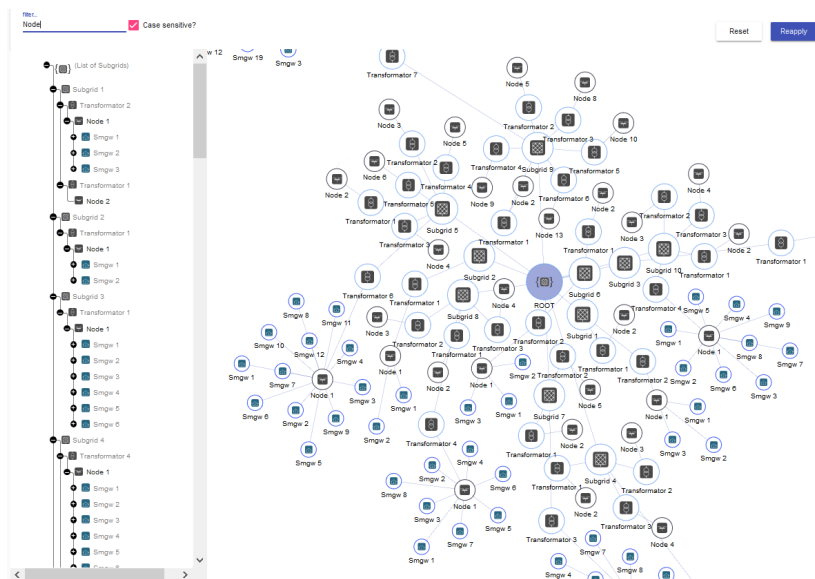 filter...
Node
Case sensitive?
Reset
Reapply
{ } (List of Subgrids)
Subgrid 1
Transformator 2
Node 1
Smgw 1
Smgw 2
Smgw 3
Transformator 1
Node 2
Subgrid 2
Transformator 1
Node 1
Smgw 1
Smgw 2
Subgrid 3
Transformator 1
Node 1
Smgw 1
Smgw 2
Smgw 3
Smgw 4
Smgw 5
Smgw 6
Subgrid 4
Transformator 4
Node 1
Smgw 1
Smgw 2
Smgw 3
Smgw 4
Smgw 5
w 12
Smgw 19
Smgw 3
Transformator 7
Node 5
Node 8
Node 3
Node 5
Transformator 2
Transformator 3
Node 10
Transformator 2
Transformator 4
Subgrid 9
Transformator 5
Node 6
Transformator 4
Node 4
Node 2
Transformator 5
Node 9
Node 2
Transformator 6
Node 2
Transformator 2
Transformator 1
Subgrid 5
Node 13
Node 3
Transformator 3
Node 2
Transformator 3
Transformator 1
Transformator 1
Transformator 1
Node 4
Subgrid 2
Subgrid 6
Subgrid 3
Subgrid 10
Transformator 1
Transformator 6
Transformator 1
Node 4
{ }
ROOT
Transformator 4
Smgw 5
Smgw 8
Smgw 11
Subgrid 8
Smgw 4
Smgw 9
Node 3
Transformator 2
Subgrid 1
Node 2
Smgw 1
Smgw 10
Smgw 12
Transformator 1
Transformator 3
Node 1
Smgw 8
Smgw 7
Smgw 4
Transformator 1
Transformator 2
Smgw 1
Smgw 7
Node 1
Node 2
Node 1
Smgw 2
Transformator 2
Smgw 2
Smgw 6
Smgw 3
Node 1
Smgw 3
Smgw 1
Smgw 6
Smgw 2
Smgw 9
Smgw 2
Smgw 3
Smgw 1
Subgrid 7
Node 5
Node 1
Smgw 1
Smgw 5
Transformator 4
Transformator 1
Node 2
Node 3
Smgw 3
Smgw 2
Smgw 4
Smgw 2
Smgw 8
Smgw 6
Transformator 1
Subgrid 4
Transformator 2
Node 1
Smgw 3
Smgw 5
Node 2
Transformator 3
Smgw 7
Transformator 3
Node 4
Smgw 1
Smgw 7
Smgw 4
Smgw 8